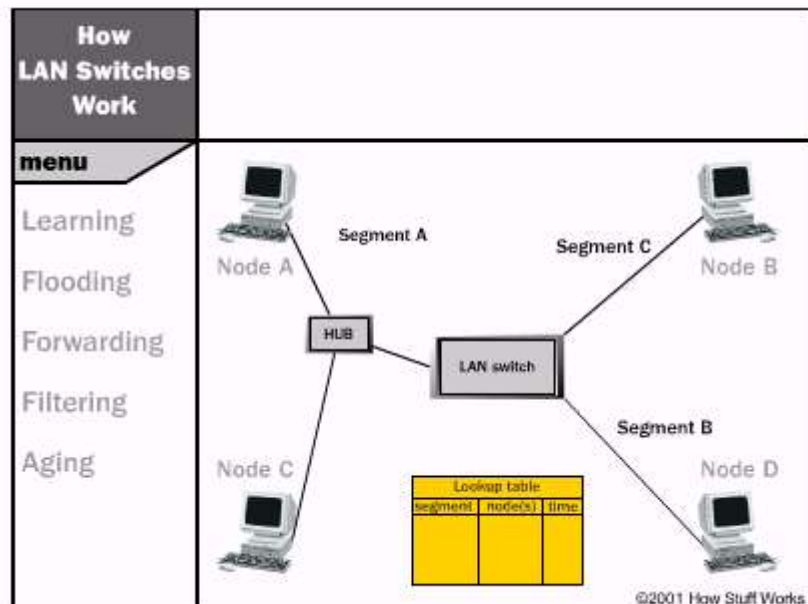 How
LAN Switches
Work
menu
Learning
Flooding
Forwarding
Filtering
Aging
Node A
Segment A
Segment C
Node B
HUB
LAN switch
Segment B
Node C
Node D
Lookup table
segment node(s) time
©2001 How Stuff Works